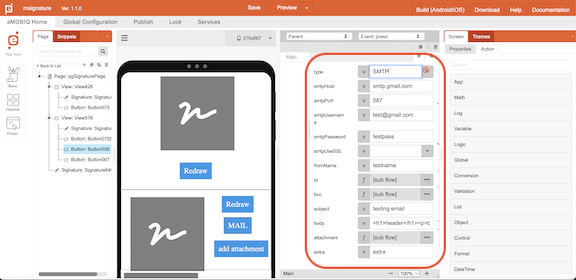 msignature Ver. 1.1.0 Save Preview Build (Android/iOS) Download Help
eMOBIQ Home Global Configuration Publish Lock Services Documentation
App Icon
Basic
General
Potrate
Page Snippets
Back to List
Page: pgSignaturePage
View: View426
Signature: Signatur
Button: Button075
View: View576
Signature: Signatur
Button: Button0755
Button: Button556
Button: Button007
Signature: Signature64
375x667
Redraw
Redraw
MAIL
add attachment
Parent Event: press
Main
type v SMTP
smtpHost v smtp.gmail.com
smtpPort v 587
smtpUsername v test@gmail.com
smtpPassword v testpass
smtpUseSSL v
fromName v testname
to f [sub flow]
bcc f [sub flow]
subject v testing email
body v <h1>header</h1><p>t
attachment f [sub flow]
extra v extra
Main 100%
Screen Themes
Properties Action
App
Math
Log
Variable
Logic
Global
Conversion
Validation
List
Object
Control
Format
DateTime